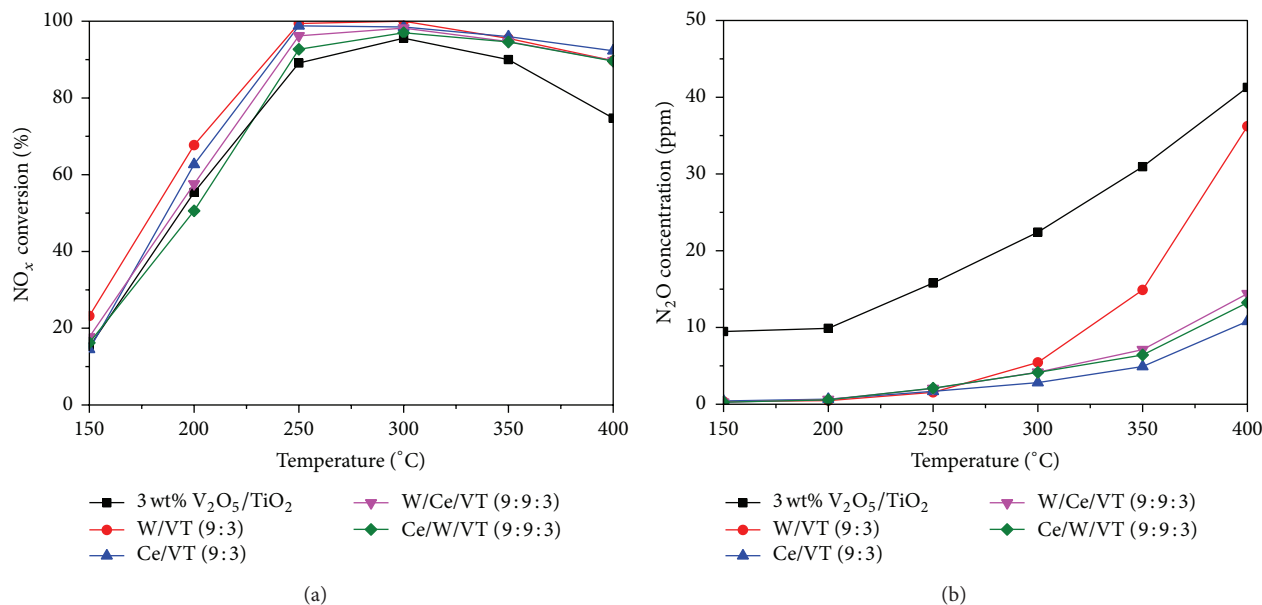 100
80
60
40
20
0
NOₓ conversion (%)
150 200 250 300 350 400
Temperature (°C)
3 wt% V₂O₅/TiO₂
W/VT (9:3)
Ce/VT (9:3)
W/Ce/VT (9:9:3)
Ce/W/VT (9:9:3)
(a)
50
40
30
20
10
0
N₂O concentration (ppm)
150 200 250 300 350 400
Temperature (°C)
3 wt% V₂O₅/TiO₂
W/VT (9:3)
Ce/VT (9:3)
W/Ce/VT (9:9:3)
Ce/W/VT (9:9:3)
(b)